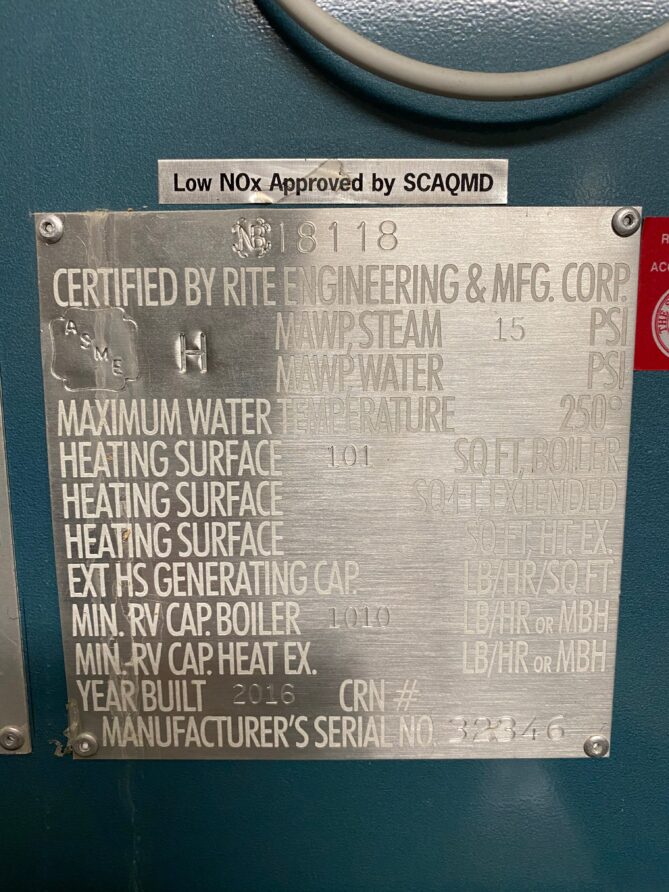 Low NOx Approved by SCAQMD
NB 18118
CERTIFIED BY RITE ENGINEERING & MFG. CORP.
ASME H MAWP, STEAM 15 PSI
MAWP, WATER PSI
MAXIMUM WATER TEMPERATURE 250°
HEATING SURFACE 101 SQ FT, BOILER
HEATING SURFACE SQ FT, EXTENDED
HEATING SURFACE SQ FT, HT. EX.
EXT HS GENERATING CAP. LB/HR/SQ FT
MIN. RV CAP. BOILER 1010 LB/HR OR MBH
MIN. RV CAP. HEAT EX. LB/HR OR MBH
YEAR BUILT 2016 CRN #
MANUFACTURER'S SERIAL NO 32346